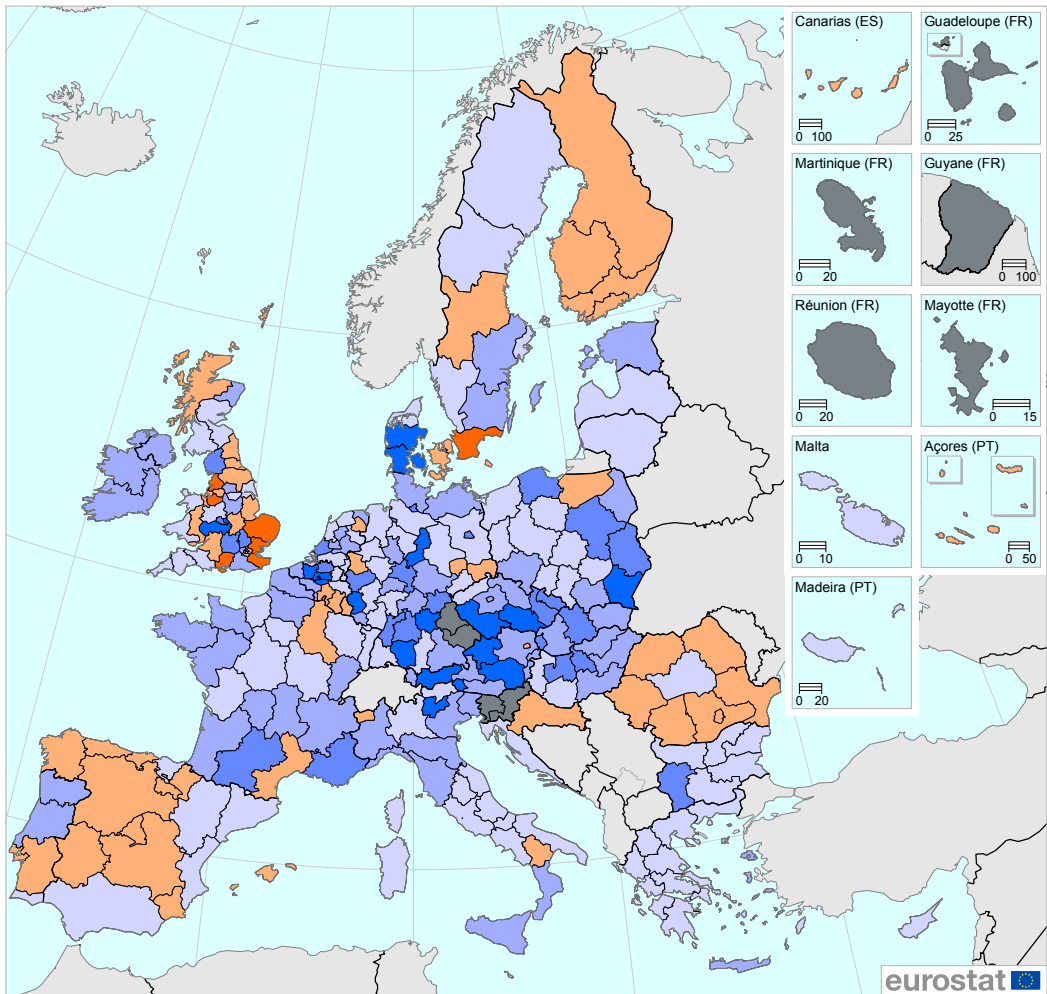 Canarias (ES)
0 100
Guadeloupe (FR)
0 25
Martinique (FR)
0 20
Guyane (FR)
0 100
Réunion (FR)
0 20
Mayotte (FR)
0 15
Malta
0 10
Açores (PT)
0 50
Madeira (PT)
0 20
eurostat